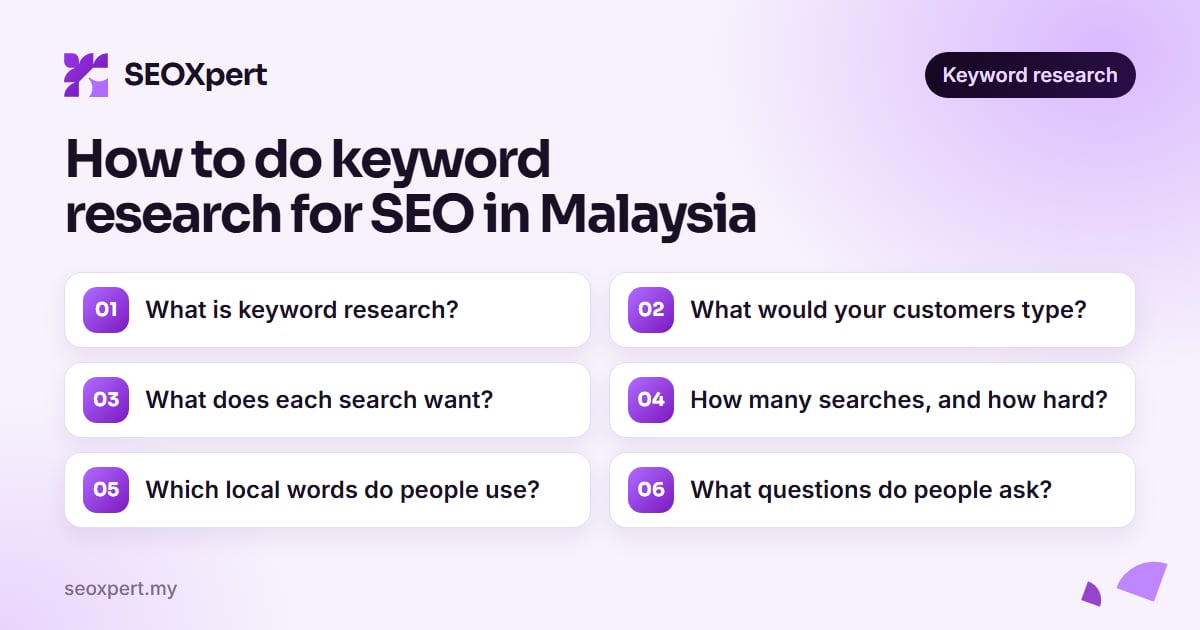 SEOXpert
Keyword research
How to do keyword
research for SEO in Malaysia
01 What is keyword research?
02 What would your customers type?
03 What does each search want?
04 How many searches, and how hard?
05 Which local words do people use?
06 What questions do people ask?
seoxpert.my